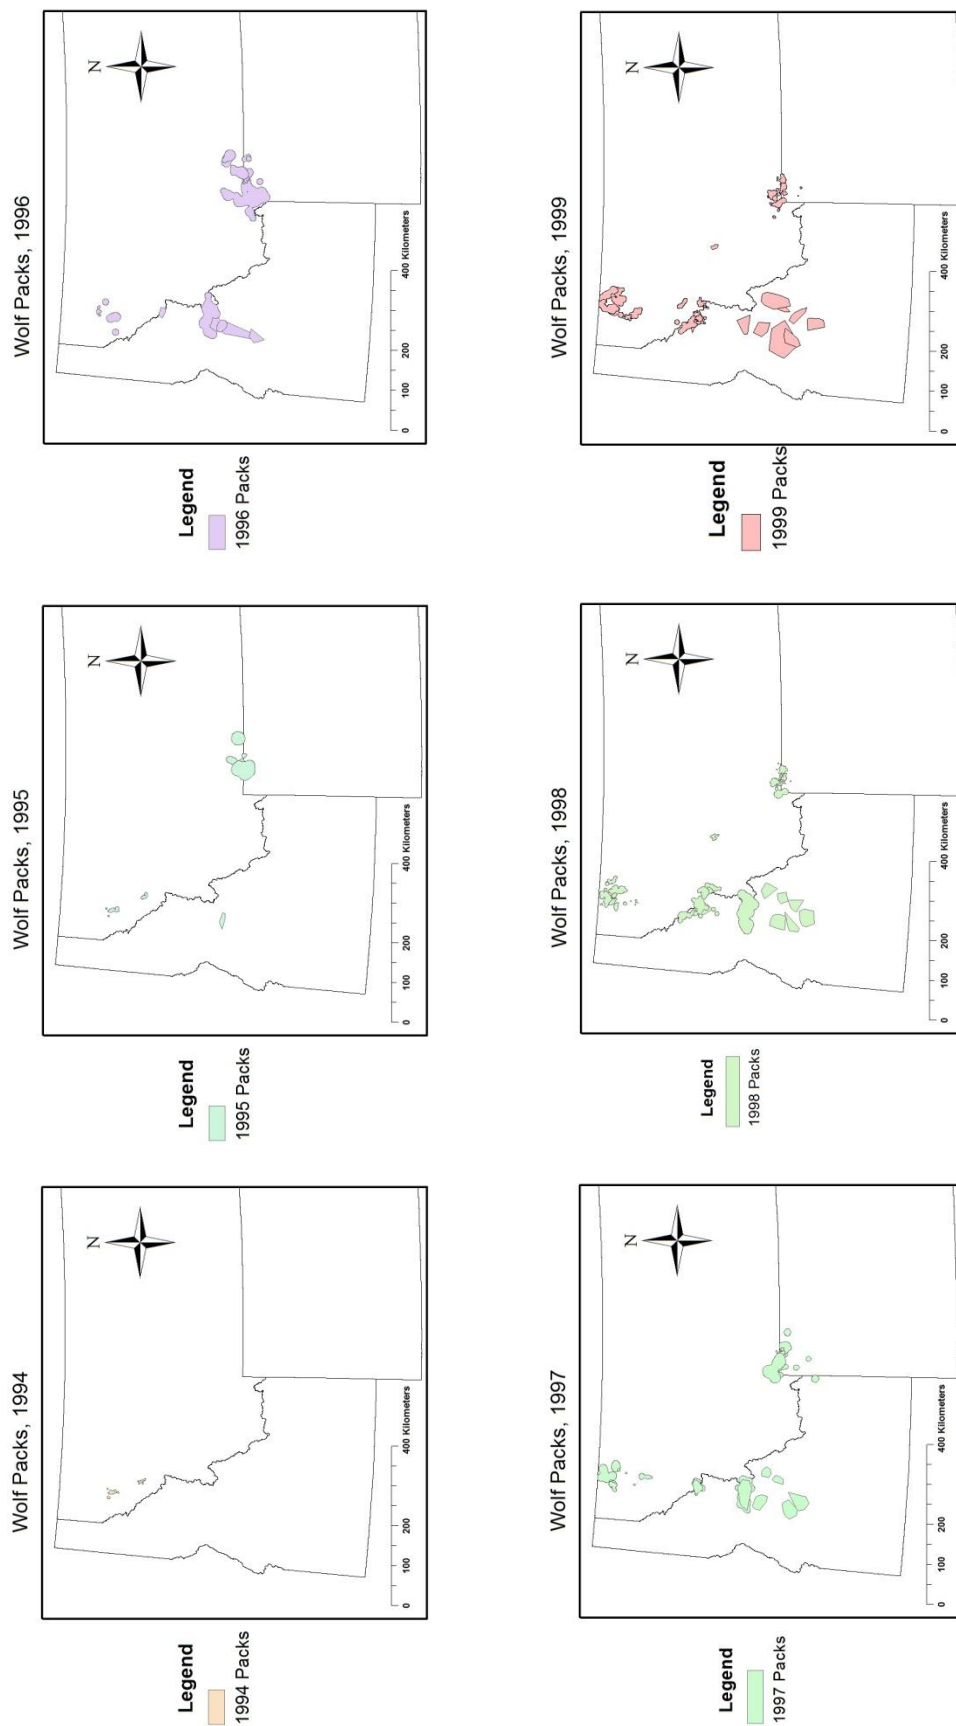 Wolf Packs, 1994
N
Legend
1994 Packs
0 100 200 400 Kilometers
Wolf Packs, 1995
N
Legend
1995 Packs
0 100 200 400 Kilometers
Wolf Packs, 1996
N
Legend
1996 Packs
0 100 200 400 Kilometers
Wolf Packs, 1997
N
Legend
1997 Packs
0 100 200 400 Kilometers
Wolf Packs, 1998
N
Legend
1998 Packs
0 100 200 400 Kilometers
Wolf Packs, 1999
N
Legend
1999 Packs
0 100 200 400 Kilometers